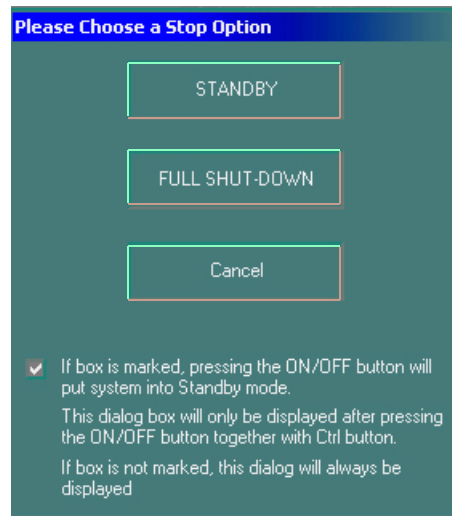 Please Choose a Stop Option
STANDBY
FULL SHUT-DOWN
Cancel
If box is marked, pressing the ON/OFF button will
put system into Standby mode.
This dialog box will only be displayed after pressing
the ON/OFF button together with Ctrl button.
If box is not marked, this dialog will always be
displayed